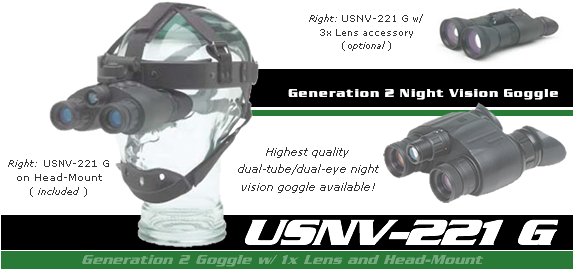 Right: USNV-221 G w/
3x Lens accessory
( optional )
Generation 2 Night Vision Goggle
Right: USNV-221 G
on Head-Mount
( included )
Highest quality
dual-tube/dual-eye night
vision goggle available!
USNV-221 G
Generation 2 Goggle w/ 1x Lens and Head-Mount